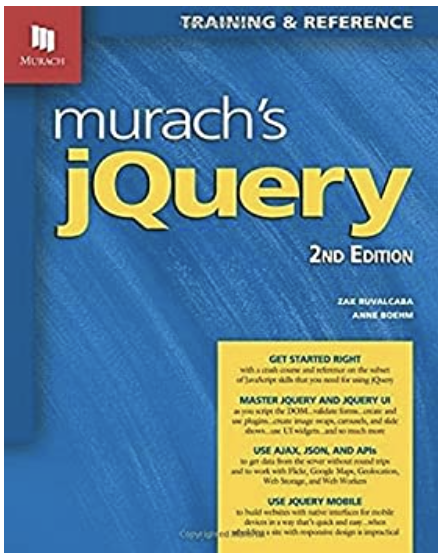 TRAINING & REFERENCE
MURACH
murach's
jQuery
2ND EDITION
ZAK RUVALCABA
ANNE BOEHM
GET STARTED RIGHT
with a crash course and reference on the subset
of JavaScript skills that you need for using jQuery
MASTER JQUERY AND JQUERY UI
as you script the DOM...validate forms...create and
use plugins...create image swaps, carousels, and slide
shows...use UI widgets...and so much more
USE AJAX, JSON, AND APIs
to get data from the server without round trips
and to work with Flickr, Google Maps, Geolocation,
Web Storage, and Web Workers
USE JQUERY MOBILE
to build websites with native interfaces for mobile
devices in a way that's quick and easy...when
rebuilding a site with responsive design is impractical